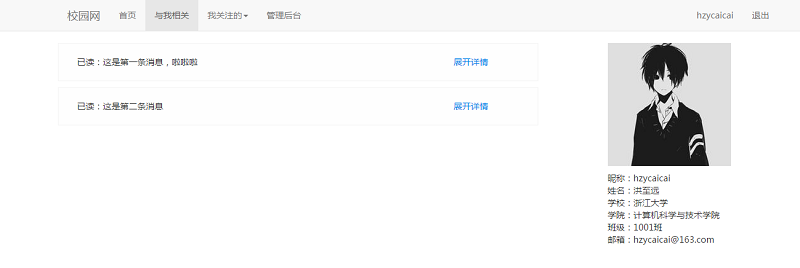 校园网 首页 与我相关 我关注的 管理后台 hzycaicai 退出
已读：这是第一条消息，啦啦啦 展开详情
已读：这是第二条消息 展开详情
昵称：hzycaicai
姓名：洪至远
学校：浙江大学
学院：计算机科学与技术学院
班级：1001班
邮箱：hzycaicai@163.com